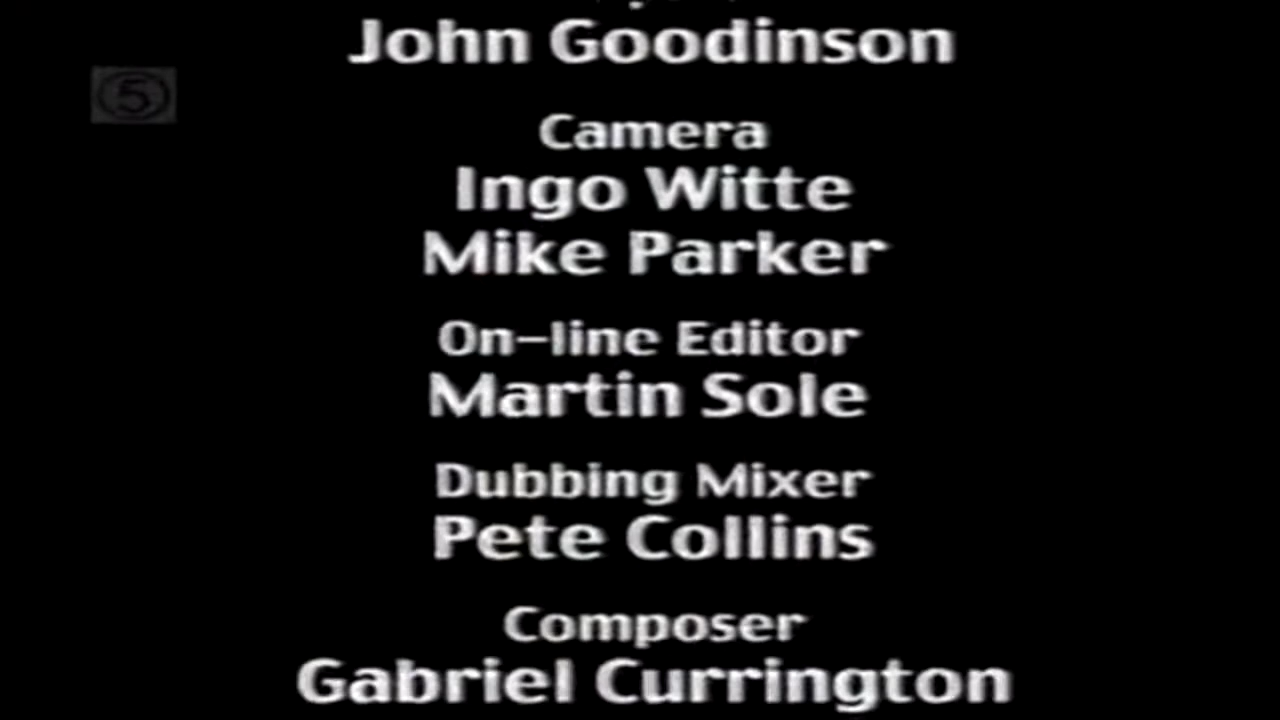 John Goodinson
5
Camera
Ingo Witte
Mike Parker
On-line Editor
Martin Sole
Dubbing Mixer
Pete Collins
Composer
Gabriel Currington